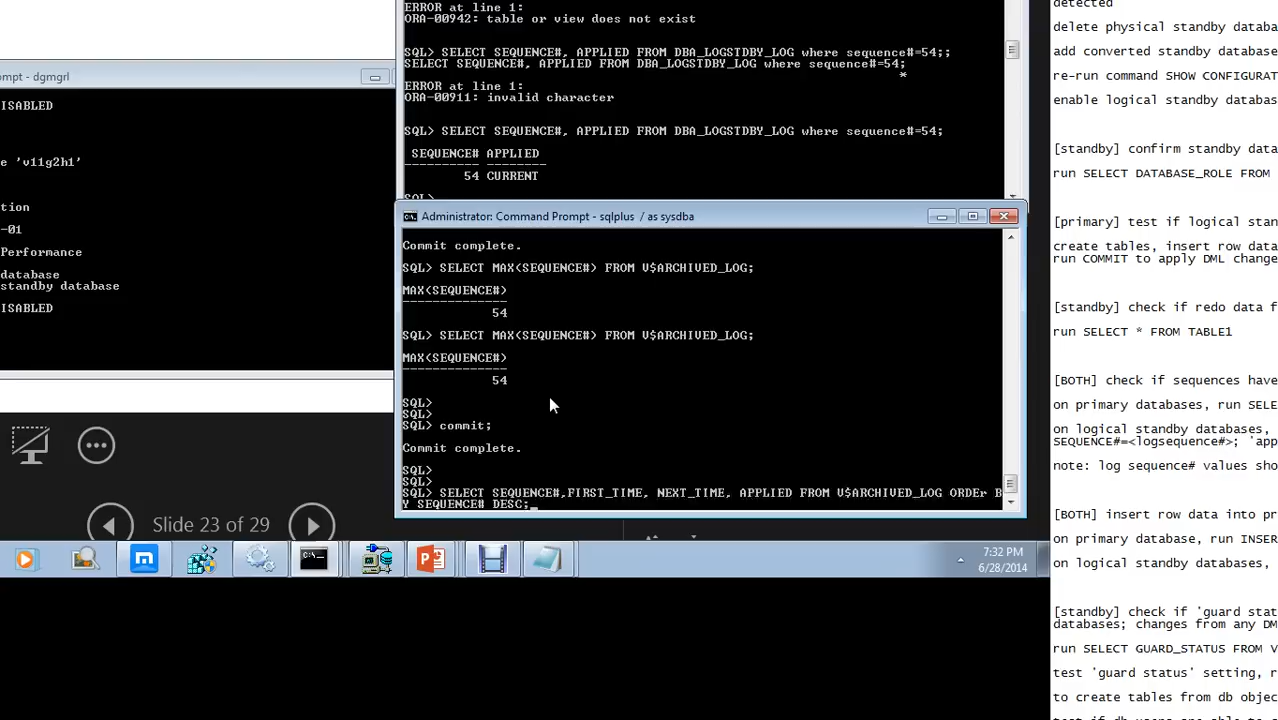 ERROR at line 1:
ORA-00942: table or view does not exist
SQL> SELECT SEQUENCE#, APPLIED FROM DBA_LOGSTDBY_LOG where sequence#=54;;
SELECT SEQUENCE#, APPLIED FROM DBA_LOGSTDBY_LOG where sequence#=54;
*
ERROR at line 1:
ORA-00911: invalid character
SQL> SELECT SEQUENCE#, APPLIED FROM DBA_LOGSTDBY_LOG where sequence#=54;
SEQUENCE# APPLIED
---------- --------
54 CURRENT
SQL>
ompt - dgmgrl
ISABLED
e 'v11g2h1'
tion
-01
Performance
database
standby database
ISABLED
Administrator: Command Prompt - sqlplus / as sysdba
Commit complete.
SQL> SELECT MAX(SEQUENCE#) FROM V$ARCHIVED_LOG;
MAX(SEQUENCE#)
--------------
54
SQL> SELECT MAX(SEQUENCE#) FROM V$ARCHIVED_LOG;
MAX(SEQUENCE#)
--------------
54
SQL>
SQL>
SQL> commit;
Commit complete.
SQL>
SQL>
SQL> SELECT SEQUENCE#,FIRST_TIME, NEXT_TIME, APPLIED FROM V$ARCHIVED_LOG ORDEr B
Y SEQUENCE# DESC;
Slide 23 of 29
7:32 PM
6/28/2014
detected
delete physical standby databa
add converted standby database
re-run command SHOW CONFIGURAT
enable logical standby databas
[standby] confirm standby data
run SELECT DATABASE_ROLE FROM
[primary] test if logical stan
create tables, insert row data
run COMMIT to apply DML change
[standby] check if redo data f
run SELECT * FROM TABLE1
[BOTH] check if sequences have
on primary databases, run SELE
on logical standby databases,
SEQUENCE#=<logsequence#>; 'app
note: log sequence# values sho
[BOTH] insert row data into pr
on primary database, run INSER
on logical standby databases,
[standby] check if 'guard stat
databases; changes from any DM
run SELECT GUARD_STATUS FROM V
test 'guard status' setting, r
to create tables from db objec